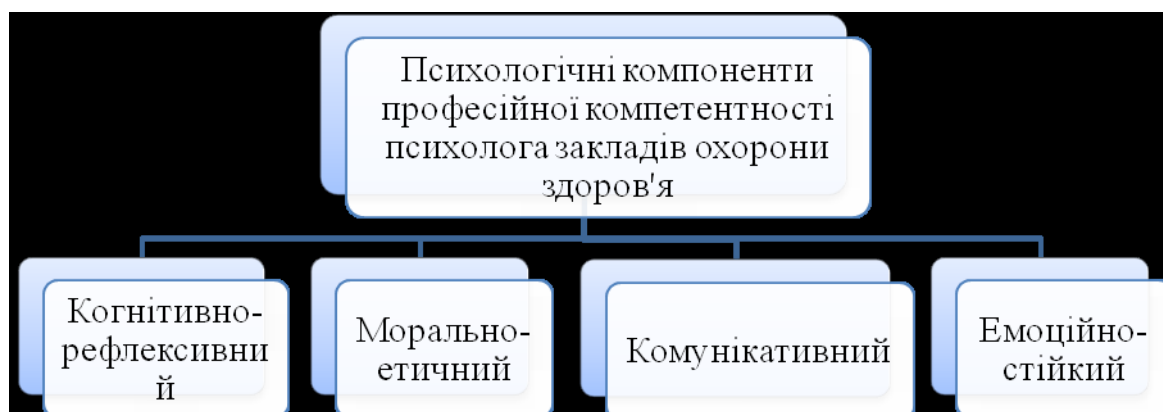 Психологічні компоненти
професійної компетентності
психолога закладів охорони
здоров'я
Когнітивно-
рефлексивни
й
Морально-
етичний
Комунікативний
Емоційно-
стійкий